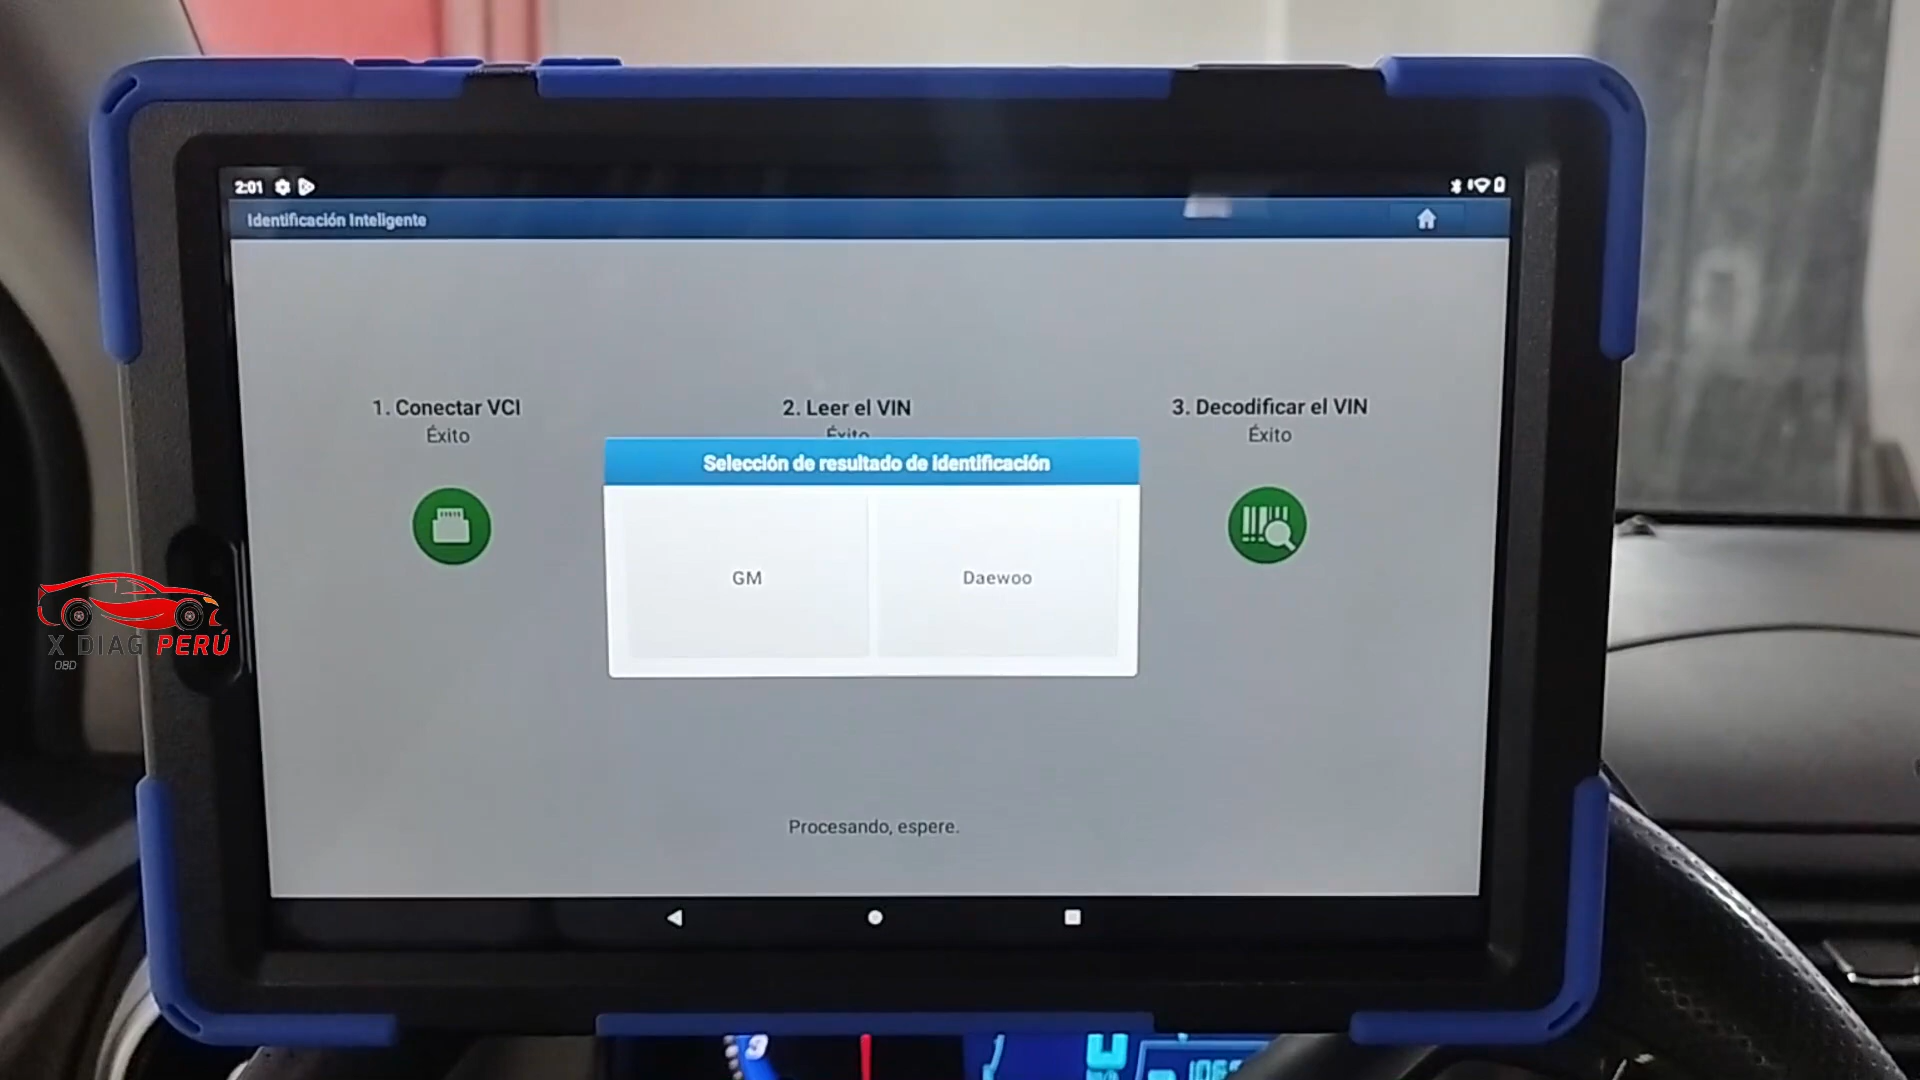 2:01
Identificación Inteligente
1. Conectar VCI
Éxito
2. Leer el VIN
Éxito
3. Decodificar el VIN
Éxito
Selección de resultado de identificación
GM
Daewoo
Procesando, espere.
X DIAG PERÚ
OBD